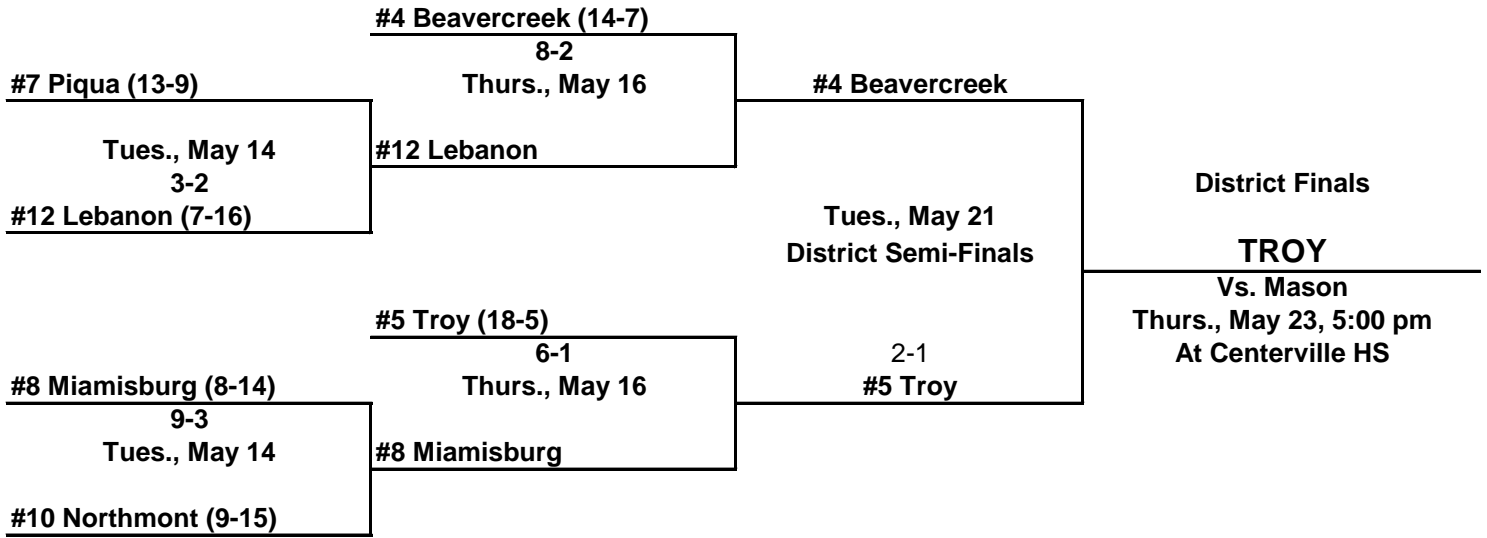 #4 Beavercreek (14-7)
8-2
#7 Piqua (13-9)
Thurs., May 16
#4 Beavercreek
Tues., May 14
#12 Lebanon
3-2
District Finals
#12 Lebanon (7-16)
Tues., May 21
District Semi-Finals
TROY
Vs. Mason
#5 Troy (18-5)
Thurs., May 23, 5:00 pm
6-1
2-1
At Centerville HS
#8 Miamisburg (8-14)
Thurs., May 16
#5 Troy
9-3
Tues., May 14
#8 Miamisburg
#10 Northmont (9-15)